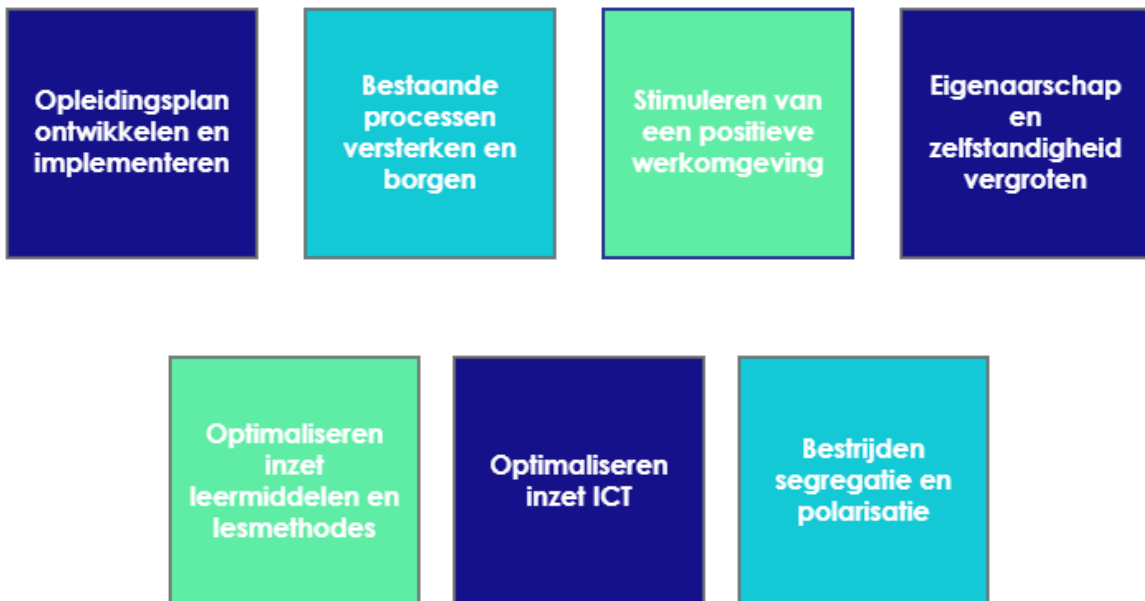 Opleidingsplan
ontwikkelen en
implementeren
Bestaande
processen
versterken en
borgen
Stimuleren van
een positieve
werkomgeving
Eigenaarschap
en
zelfstandigheid
vergroten
Optimaliseren
inzet
leermiddelen en
lesmethodes
Optimaliseren
inzet ICT
Bestrijden
segregatie en
polarisatie